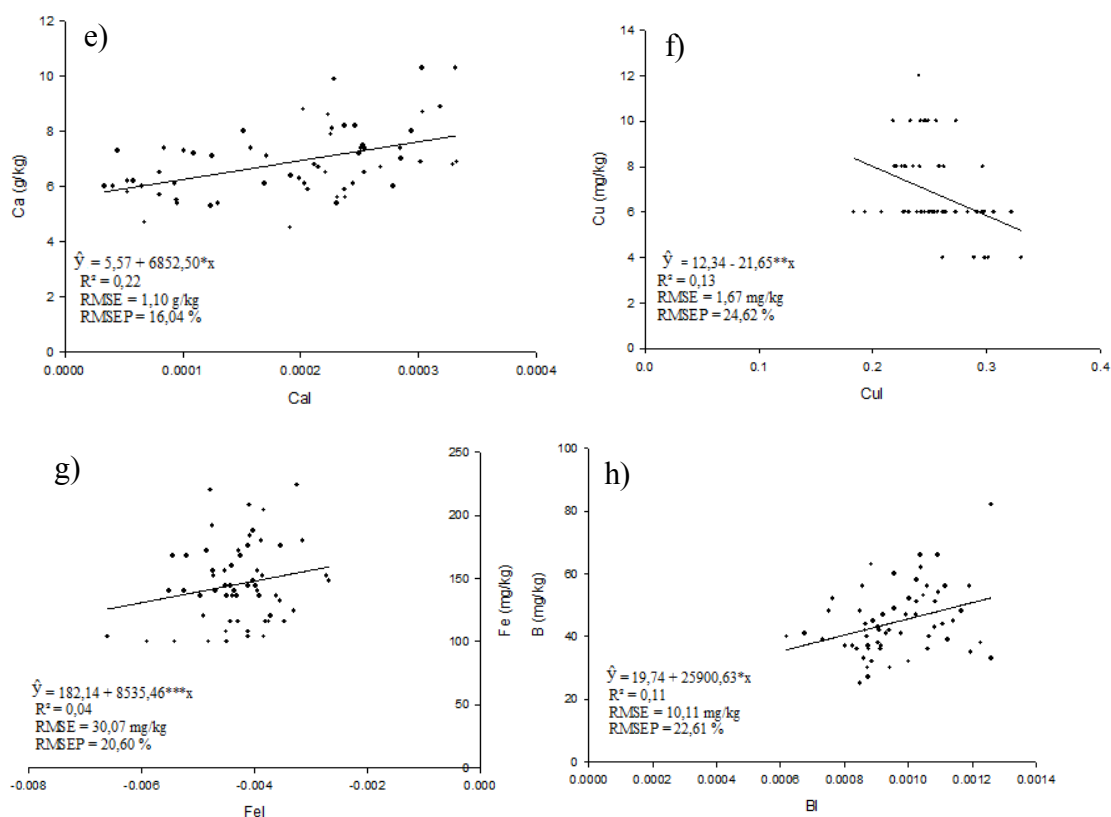 e)
12
10
8
6
4
2
0
Ca (g/kg)
ŷ = 5,57 + 6852,50*x
R² = 0,22
RMSE = 1,10 g/kg
RMSEP = 16,04 %
0.0000 0.0001 0.0002 0.0003 0.0004
CaI
f)
14
12
10
8
6
4
2
0
Cu (mg/kg)
ŷ = 12,34 - 21,65**x
R² = 0,13
RMSE = 1,67 mg/kg
RMSEP = 24,62 %
0.0 0.1 0.2 0.3 0.4
CuI
g)
250
200
150
100
50
0
Fe (mg/kg)
ŷ = 182,14 + 8535,46***x
R² = 0,04
RMSE = 30,07 mg/kg
RMSEP = 20,60 %
-0.008 -0.006 -0.004 -0.002 0.000
FeI
h)
100
80
60
40
20
0
B (mg/kg)
ŷ = 19,74 + 25900,63*x
R² = 0,11
RMSE = 10,11 mg/kg
RMSEP = 22,61 %
0.0000 0.0002 0.0004 0.0006 0.0008 0.0010 0.0012 0.0014
BI